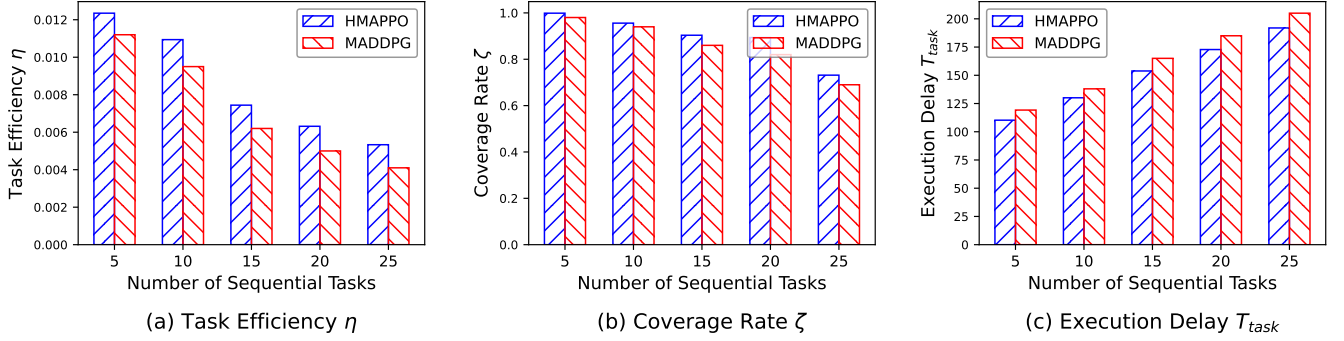 0.012
0.010
0.008
0.006
0.004
0.002
0.000
Task Efficiency η
HMAPPO
MADDPG
5 10 15 20 25
Number of Sequential Tasks
(a) Task Efficiency η
1.0
0.8
0.6
0.4
0.2
0.0
Coverage Rate ζ
HMAPPO
MADDPG
5 10 15 20 25
Number of Sequential Tasks
(b) Coverage Rate ζ
200
175
150
125
100
75
50
25
0
Execution Delay T_task
HMAPPO
MADDPG
5 10 15 20 25
Number of Sequential Tasks
(c) Execution Delay T_task